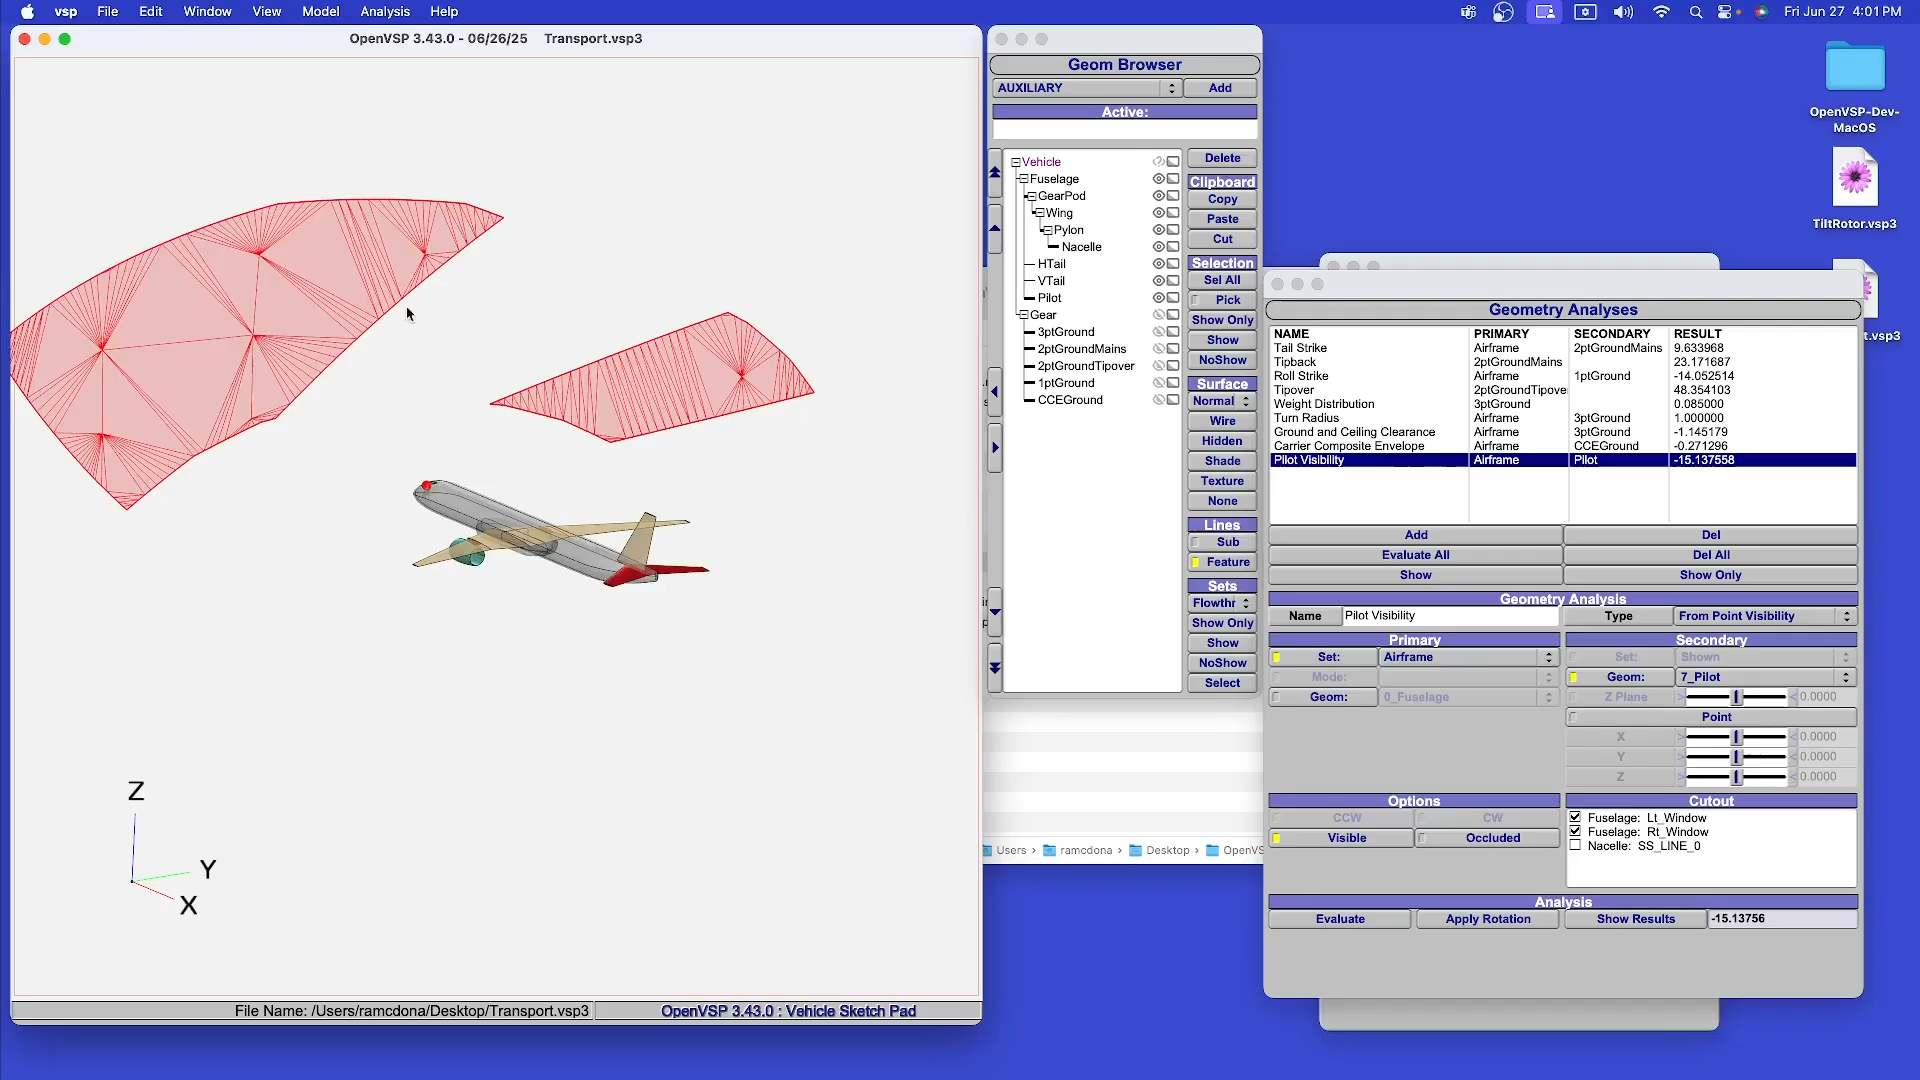 vsp File Edit Window View Model Analysis Help
Fri Jun 27 4:01 PM
OpenVSP 3.43.0 - 06/26/25 Transport.vsp3
Z
Y
X
File Name: /Users/ramcdona/Desktop/Transport.vsp3
OpenVSP 3.43.0 : Vehicle Sketch Pad
Geom Browser
AUXILIARY Add
Active:
Vehicle
Fuselage
GearPod
Wing
Pylon
Nacelle
HTail
VTail
Pilot
Gear
3ptGround
2ptGroundMains
2ptGroundTipover
1ptGround
CCEGround
Delete
Clipboard
Copy
Paste
Cut
Selection
Sel All
Pick
Show Only
Show
NoShow
Surface
Normal
Wire
Hidden
Shade
Texture
None
Lines
Sub
Feature
Sets
Flowthr
Show Only
Show
NoShow
Select
Users › ramcdona › Desktop › OpenVS
OpenVSP-Dev-
MacOS
TiltRotor.vsp3
t.vsp3
Geometry Analyses
NAME PRIMARY SECONDARY RESULT
Tail Strike Airframe 2ptGroundMains 9.633968
Tipback 2ptGroundMains 23.171687
Roll Strike Airframe 1ptGround -14.052514
Tipover 2ptGroundTipove 48.354103
Weight Distribution 3ptGround 0.085000
Turn Radius Airframe 3ptGround 1.000000
Ground and Ceiling Clearance Airframe 3ptGround -1.145179
Carrier Composite Envelope Airframe CCEGround -0.271296
Pilot Visibility Airframe Pilot -15.137558
Add Del
Evaluate All Del All
Show Show Only
Geometry Analysis
Name Pilot Visibility Type From Point Visibility
Primary Secondary
Set: Airframe Set: Shown
Mode: Geom: 7_Pilot
Geom: 0_Fuselage Z Plane > < 0.0000
Point
X > < 0.0000
Y > < 0.0000
Z > < 0.0000
Options Cutout
CCW CW
Visible Occluded
Fuselage: Lt_Window
Fuselage: Rt_Window
Nacelle: SS_LINE_0
Analysis
Evaluate Apply Rotation Show Results -15.13756